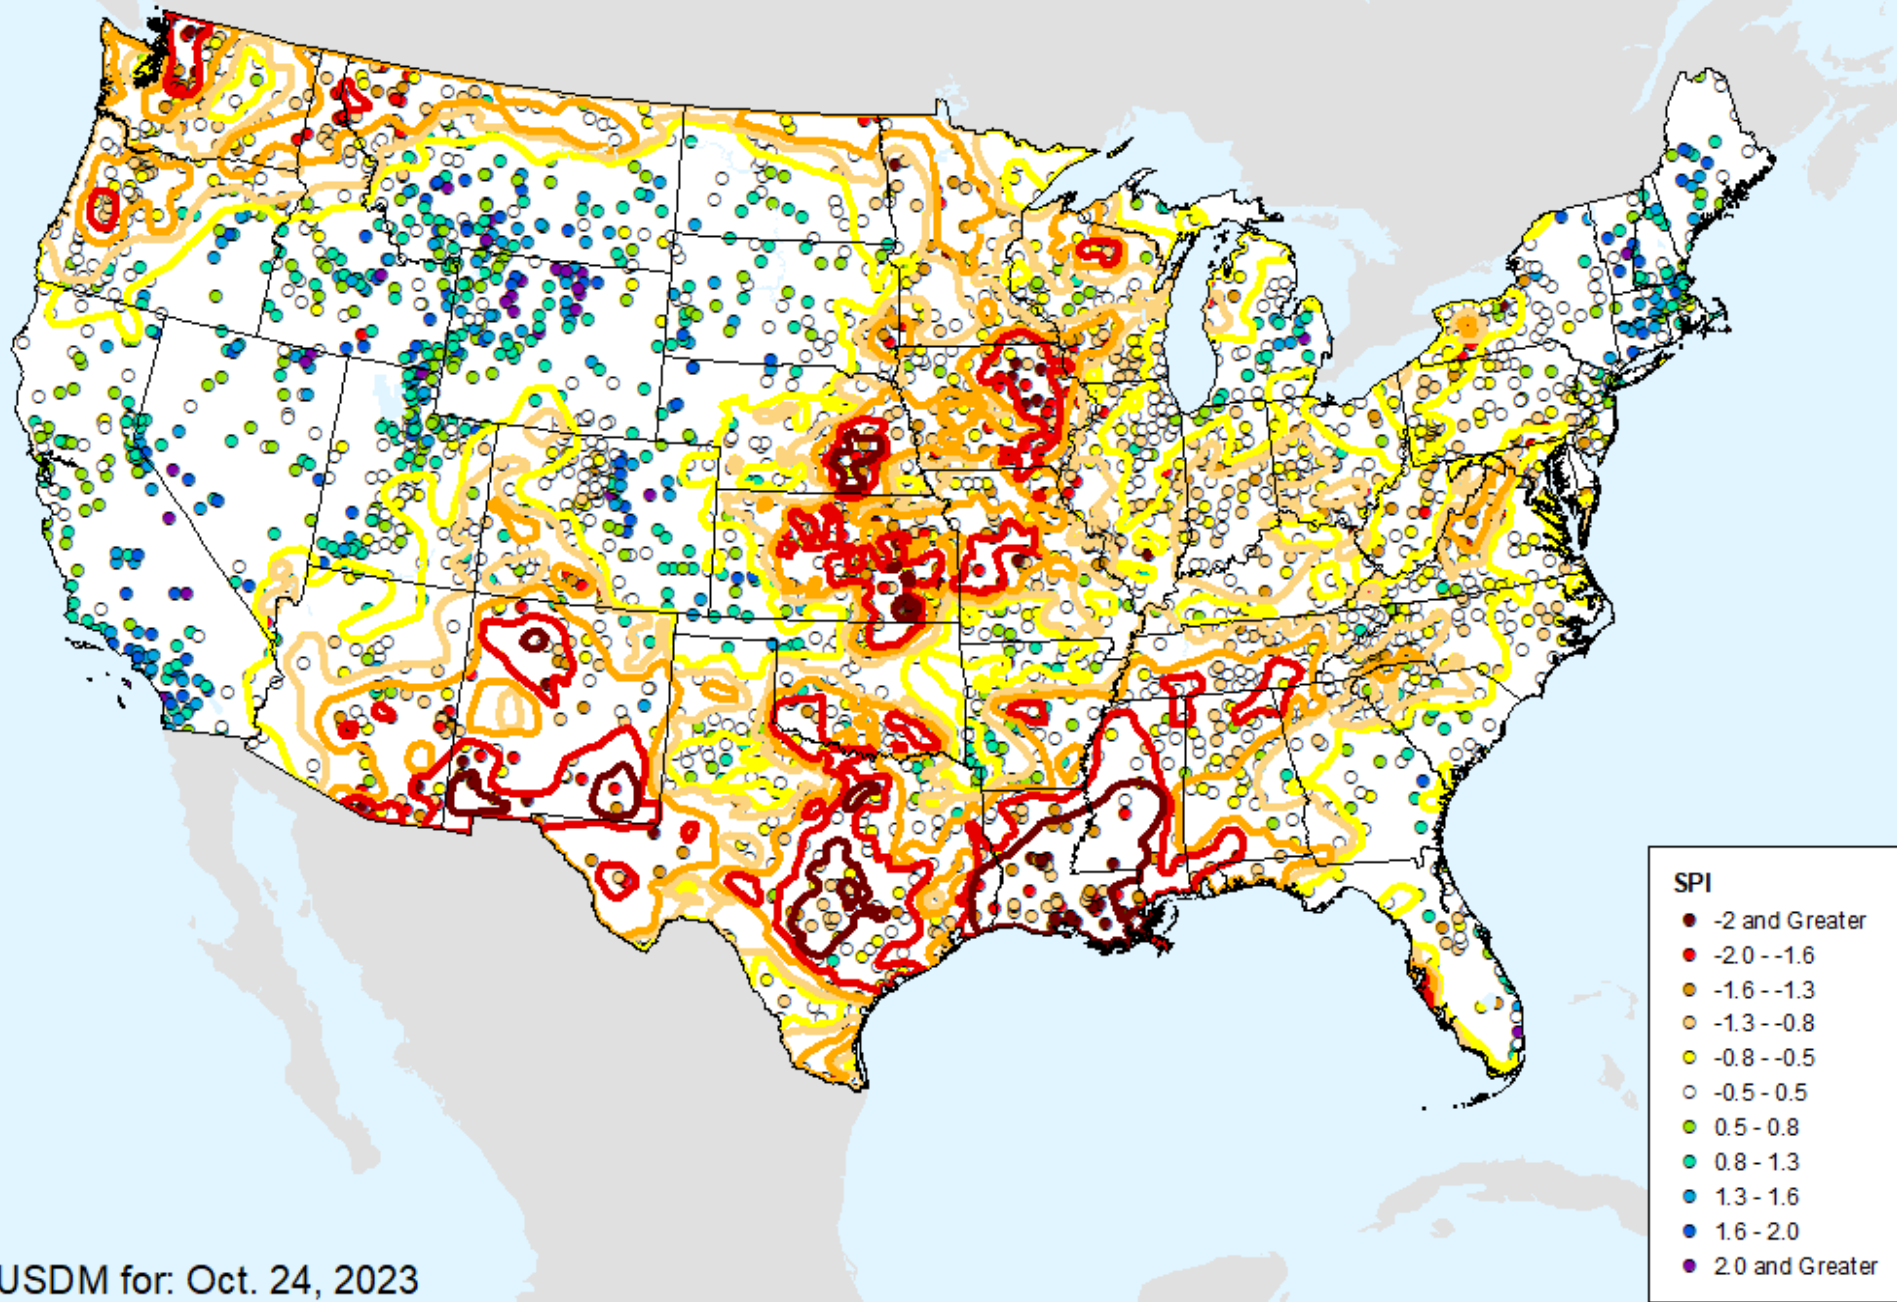 SPI
-2 and Greater
-2.0 - -1.6
-1.6 - -1.3
-1.3 - -0.8
-0.8 - -0.5
-0.5 - 0.5
0.5 - 0.8
0.8 - 1.3
1.3 - 1.6
1.6 - 2.0
2.0 and Greater
USDM for: Oct. 24, 2023